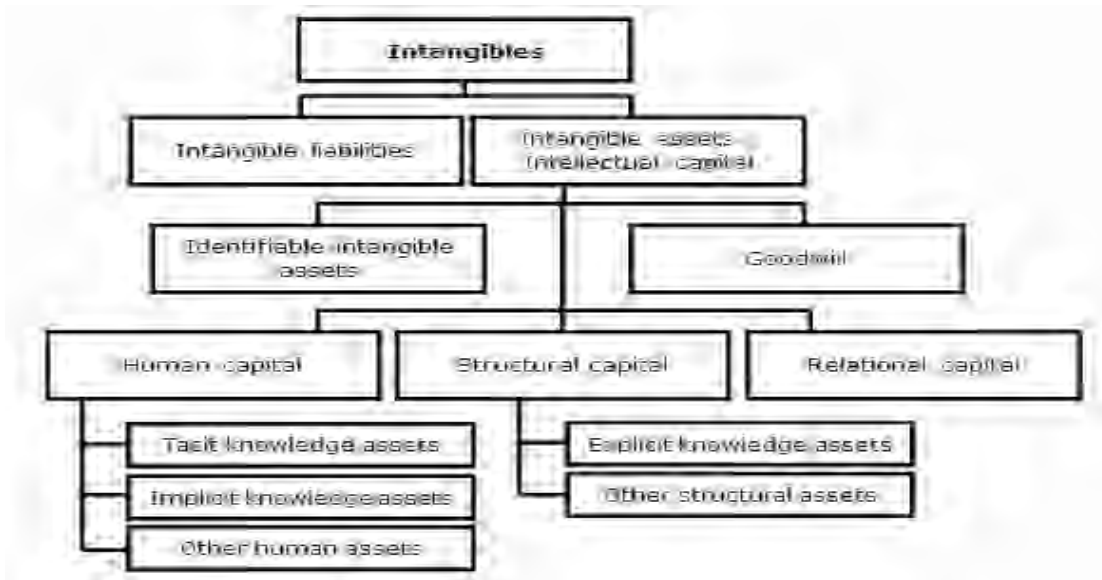 Intangibles
Intangible liabilities
Intangible assets
Intellectual capital
Identifiable intangible
assets
Goodwill
Human capital
Structural capital
Relational capital
Tacit knowledge assets
Explicit knowledge assets
Implicit knowledge assets
Other structural assets
Other human assets